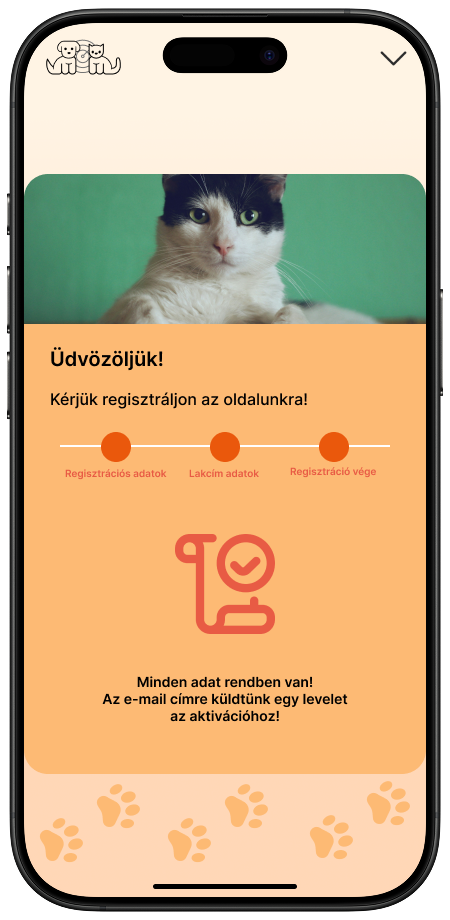 Üdvözöljük!
Kérjük regisztráljon az oldalunkra!
Regisztrációs adatok
Lakcím adatok
Regisztráció vége
Minden adat rendben van!
Az e-mail címre küldtünk egy levelet
az aktivációhoz!